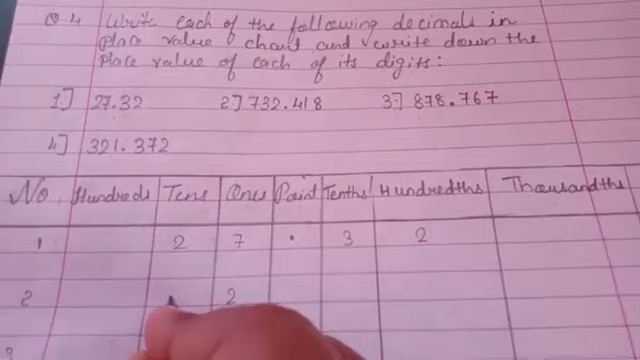 Q.4 Write each of the following decimals in
place value chart and write down the
place value of each of its digits:
1.] 27.32 2.] 732.418 3.] 878.767
4.] 321.372
No. Hundreds Tens Ones Point Tenths Hundredths Thousandths
1 2 7 . 3 2
2 2